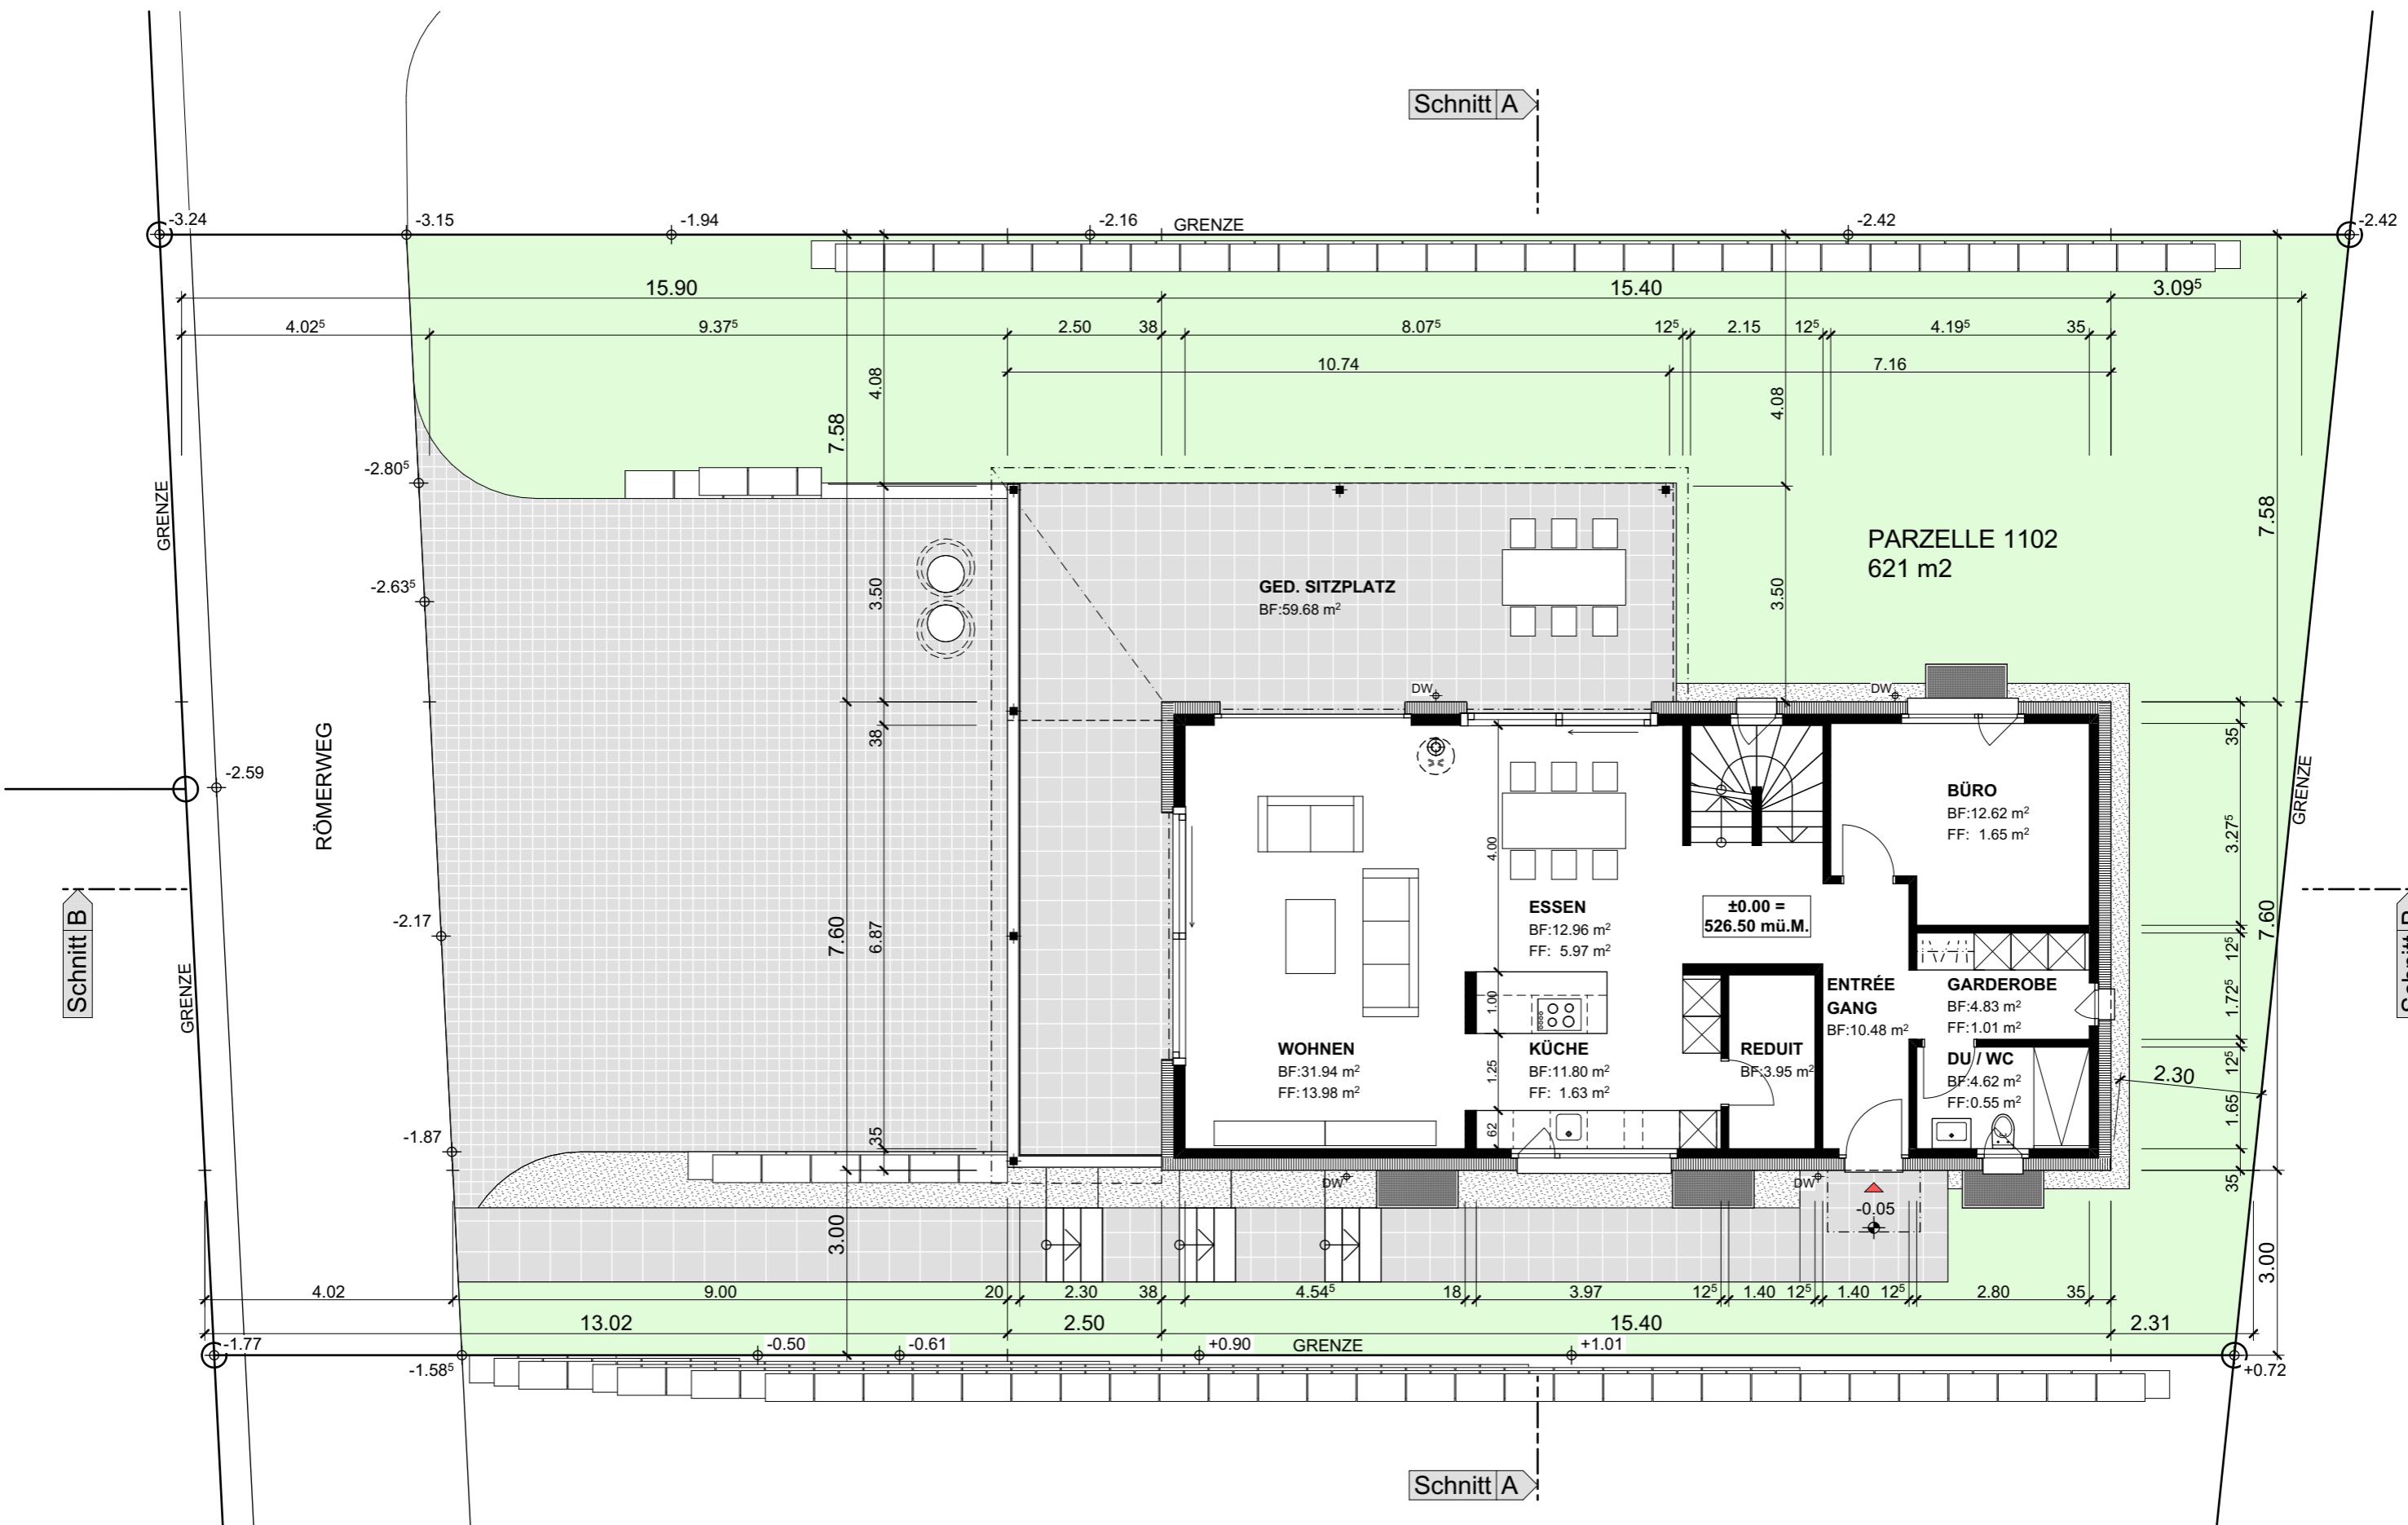 Schnitt A
-3.24
-3.15
-1.94
-2.16
GRENZE
-2.42
-2.42
15.90
15.40
3.09⁵
4.02⁵
9.37⁵
2.50
38
8.07⁵
12⁵
2.15
12⁵
4.19⁵
35
10.74
7.16
4.08
7.58
4.08
-2.80⁵
GRENZE
7.58
PARZELLE 1102
621 m2
-2.63⁵
3.50
GED. SITZPLATZ
BF:59.68 m²
3.50
DW
DW
38
35
RÖMERWEG
-2.59
GRENZE
BÜRO
BF:12.62 m²
FF: 1.65 m²
4.00
3.27⁵
Schnitt B
-2.17
7.60
6.87
ESSEN
BF:12.96 m²
FF: 5.97 m²
±0.00 =
526.50 mü.M.
7.60
12⁵
GRENZE
1.00
ENTRÉE
GANG
BF:10.48 m²
GARDEROBE
BF:4.83 m²
FF:1.01 m²
1.72⁵
WOHNEN
BF:31.94 m²
FF:13.98 m²
1.25
KÜCHE
BF:11.80 m²
FF: 1.63 m²
REDUIT
BF:3.95 m²
DU / WC
BF:4.62 m²
FF:0.55 m²
12⁵
2.30
1.65
-1.87
35
62
35
DW
DW
-0.05
3.00
3.00
4.02
9.00
20
2.30
38
4.54⁵
18
3.97
12⁵
1.40
12⁵
1.40
12⁵
2.80
35
13.02
2.50
15.40
2.31
-1.77
-1.58⁵
-0.50
-0.61
+0.90
GRENZE
+1.01
+0.72
Schnitt A